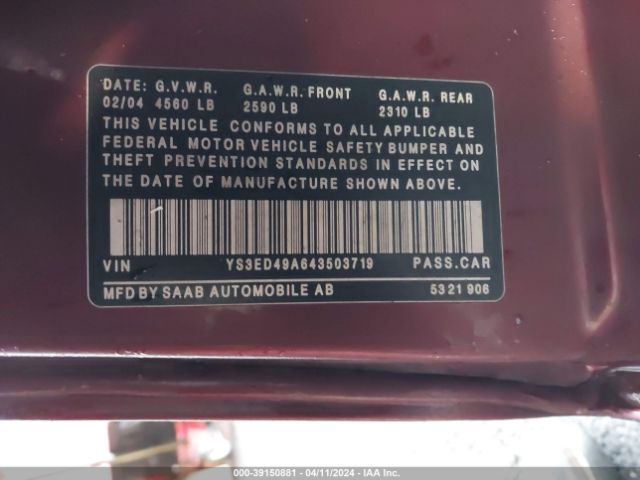 DATE: G.V.W.R. G.A.W.R. FRONT G.A.W.R. REAR
02/04 4560 LB 2590 LB 2310 LB
THIS VEHICLE CONFORMS TO ALL APPLICABLE
FEDERAL MOTOR VEHICLE SAFETY BUMPER AND
THEFT PREVENTION STANDARDS IN EFFECT ON
THE DATE OF MANUFACTURE SHOWN ABOVE.
VIN YS3ED49A643503719 PASS.CAR
MFD BY SAAB AUTOMOBILE AB 53 21 906
000-39150881 - 04/11/2024 - IAA Inc.